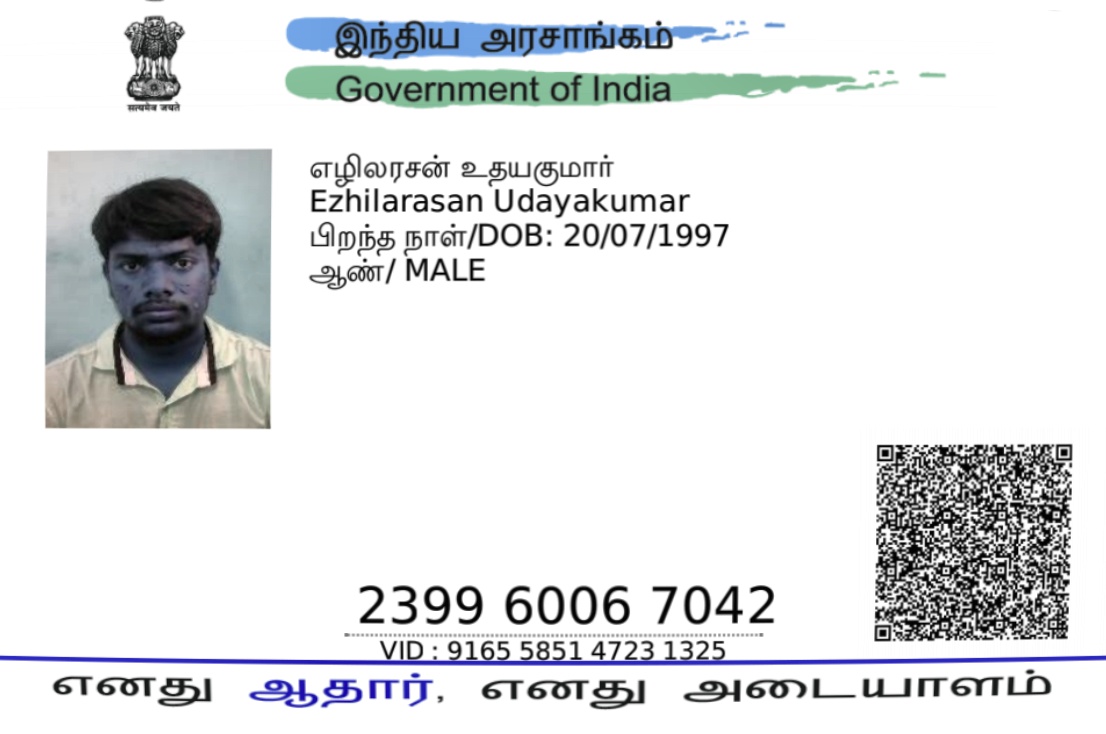 இந்திய அரசாங்கம்
Government of India
सत्यमेव जयते
எழிலரசன் உதயகுமார்
Ezhilarasan Udayakumar
பிறந்த நாள்/DOB: 20/07/1997
ஆண்/ MALE
2399 6006 7042
VID : 9165 5851 4723 1325
எனது ஆதார், எனது அடையாளம்